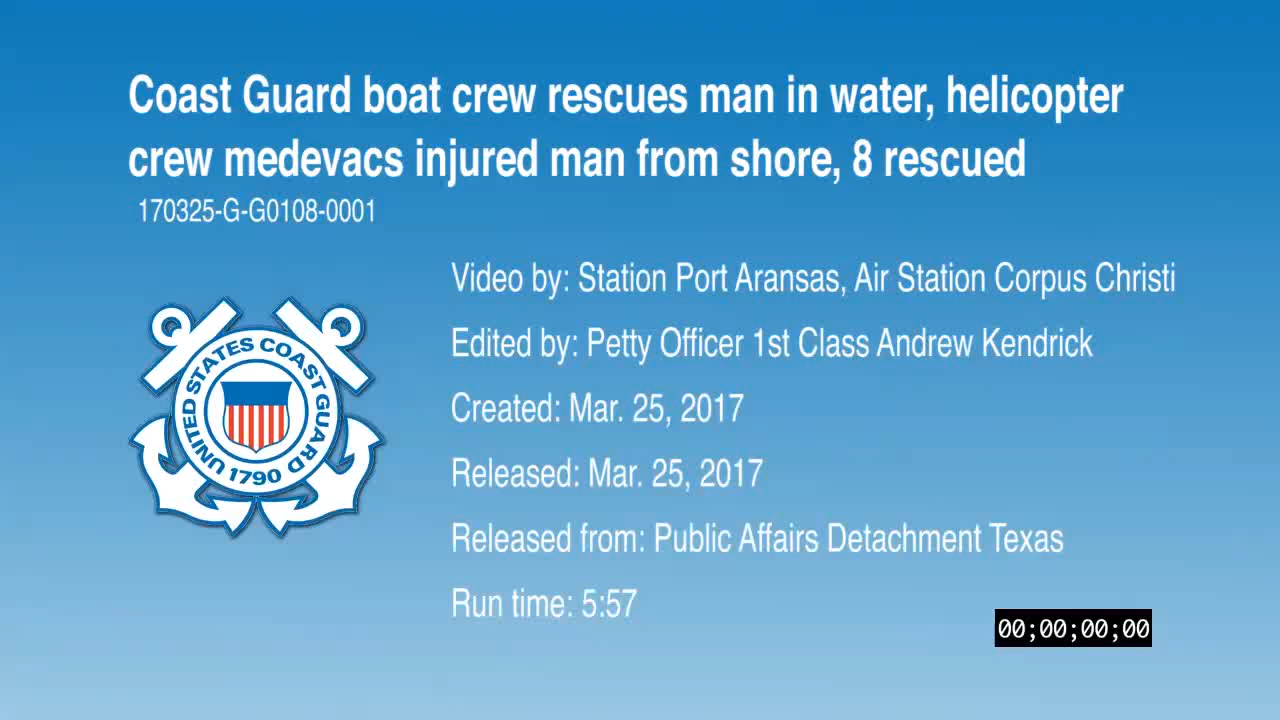 Coast Guard boat crew rescues man in water, helicopter
crew medevacs injured man from shore, 8 rescued
170325-G-G0108-0001
Video by: Station Port Aransas, Air Station Corpus Christi
Edited by: Petty Officer 1st Class Andrew Kendrick
Created: Mar. 25, 2017
Released: Mar. 25, 2017
Released from: Public Affairs Detachment Texas
Run time: 5:57
UNITED STATES COAST GUARD
1790
00;00;00;00